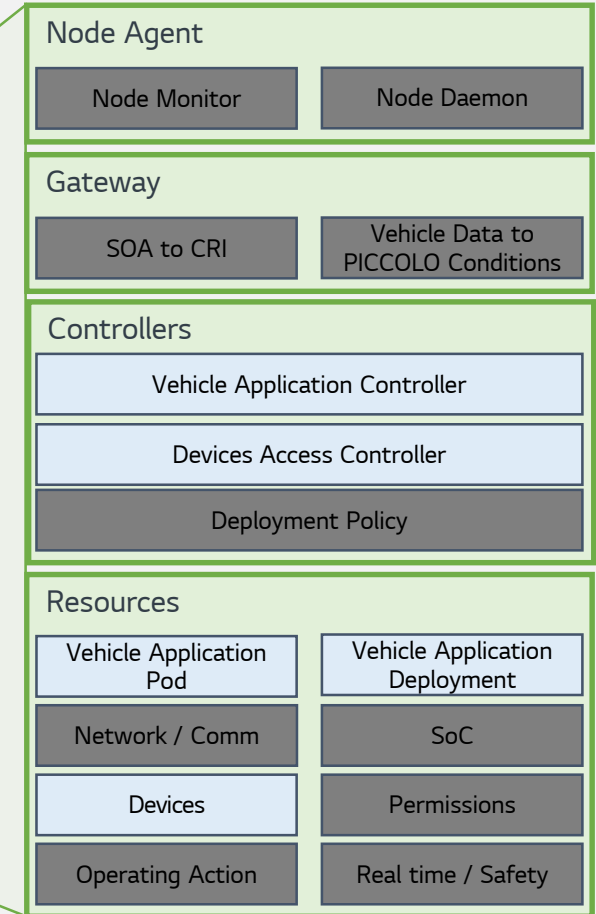 Node Agent
Node Monitor
Node Daemon
Gateway
SOA to CRI
Vehicle Data to
PICCOLO Conditions
Controllers
Vehicle Application Controller
Devices Access Controller
Deployment Policy
Resources
Vehicle Application
Pod
Vehicle Application
Deployment
Network / Comm
SoC
Devices
Permissions
Operating Action
Real time / Safety